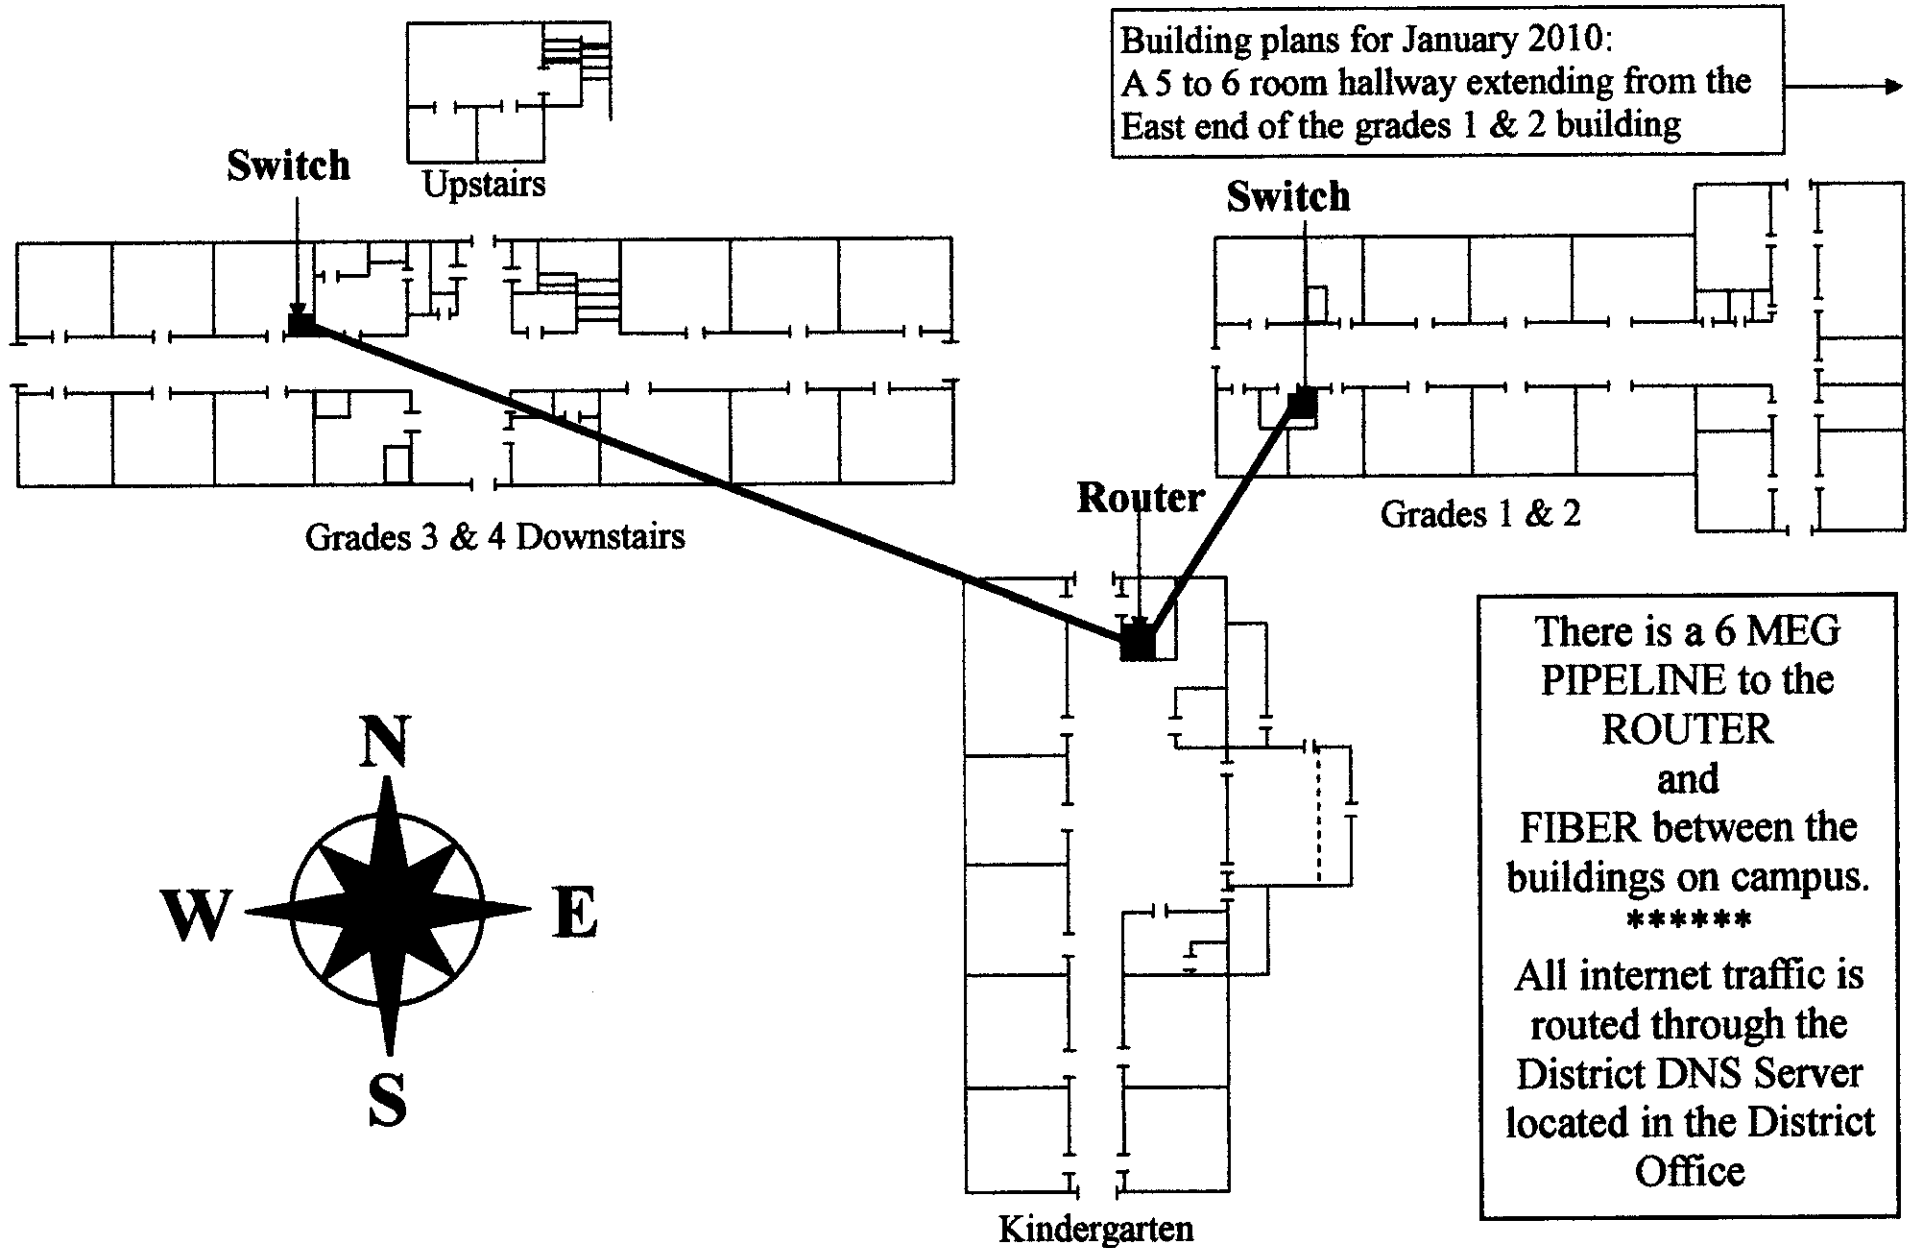 Building plans for January 2010:
A 5 to 6 room hallway extending from the
East end of the grades 1 & 2 building
Switch
Upstairs
Switch
Router
Grades 1 & 2
Grades 3 & 4 Downstairs
There is a 6 MEG
PIPELINE to the
ROUTER
and
FIBER between the
buildings on campus.
******
All internet traffic is
routed through the
District DNS Server
located in the District
Office
N
W
E
S
Kindergarten